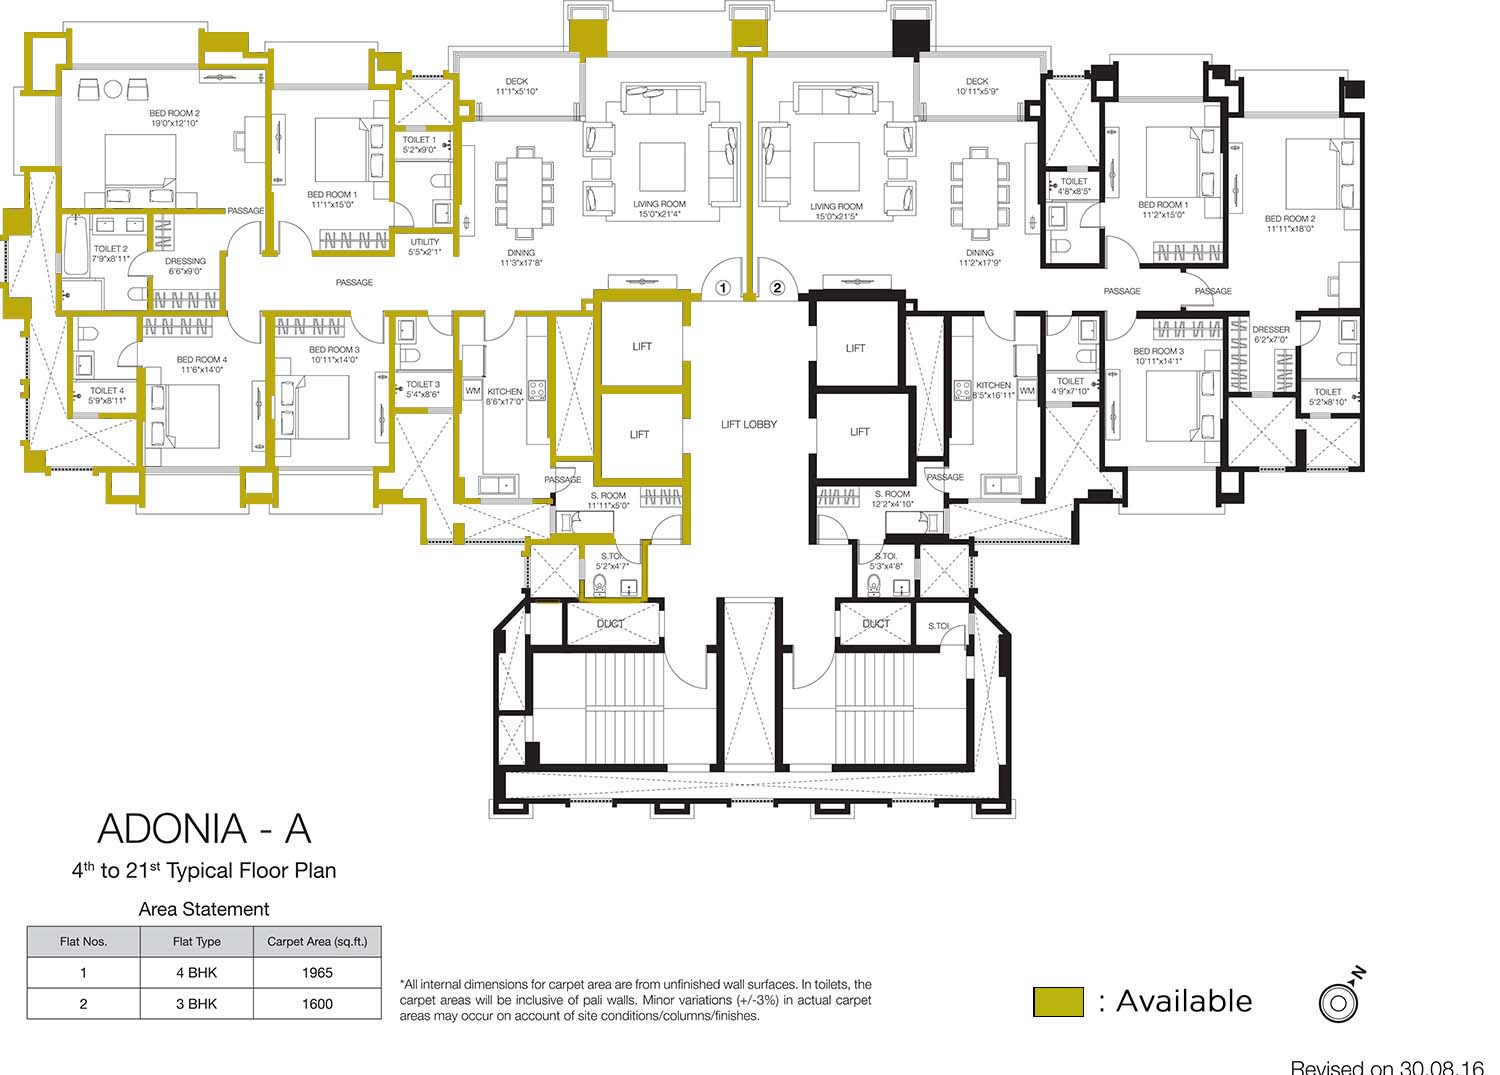 DECK
11'1"x5'10"
DECK
10'11"x5'9"
BED ROOM 2
19'0"x12'10"
TOILET 1
5'2"x9'0"
BED ROOM 1
11'1"x15'0"
PASSAGE
UTILITY
5'5"x2'1"
LIVING ROOM
15'0"x21'4"
LIVING ROOM
15'0"x21'5"
TOILET
4'8"x8'5"
BED ROOM 1
11'2"x15'0"
BED ROOM 2
11'11"x18'0"
TOILET 2
7'9"x8'11"
DRESSING
6'6"x9'0"
DINING
11'3"x17'8"
DINING
11'2"x17'9"
PASSAGE
1
2
PASSAGE
PASSAGE
BED ROOM 4
11'6"x14'0"
BED ROOM 3
10'11"x14'0"
LIFT
LIFT
BED ROOM 3
10'11"x14'1"
DRESSER
6'2"x7'0"
TOILET 4
5'9"x8'11"
TOILET 3
5'4"x8'6"
WM
KITCHEN
8'6"x17'0"
KITCHEN
8'5"x16'11"
WM
TOILET
4'9"x7'10"
TOILET
5'2"x8'10"
LIFT
LIFT LOBBY
LIFT
PASSAGE
PASSAGE
S. ROOM
11'11"x5'0"
S. ROOM
12'2"x4'10"
S.TOI.
5'2"x4'7"
S.TOI.
5'3"x4'8"
DUCT
DUCT
S.TOI.
ADONIA - A
4th to 21st Typical Floor Plan
Area Statement
Flat Nos. Flat Type Carpet Area (sq.ft.)
1 4 BHK 1965
2 3 BHK 1600
*All internal dimensions for carpet area are from unfinished wall surfaces. In toilets, the
carpet areas will be inclusive of pali walls. Minor variations (+/-3%) in actual carpet
areas may occur on account of site conditions/columns/finishes.
: Available
N
Revised on 30.08.16